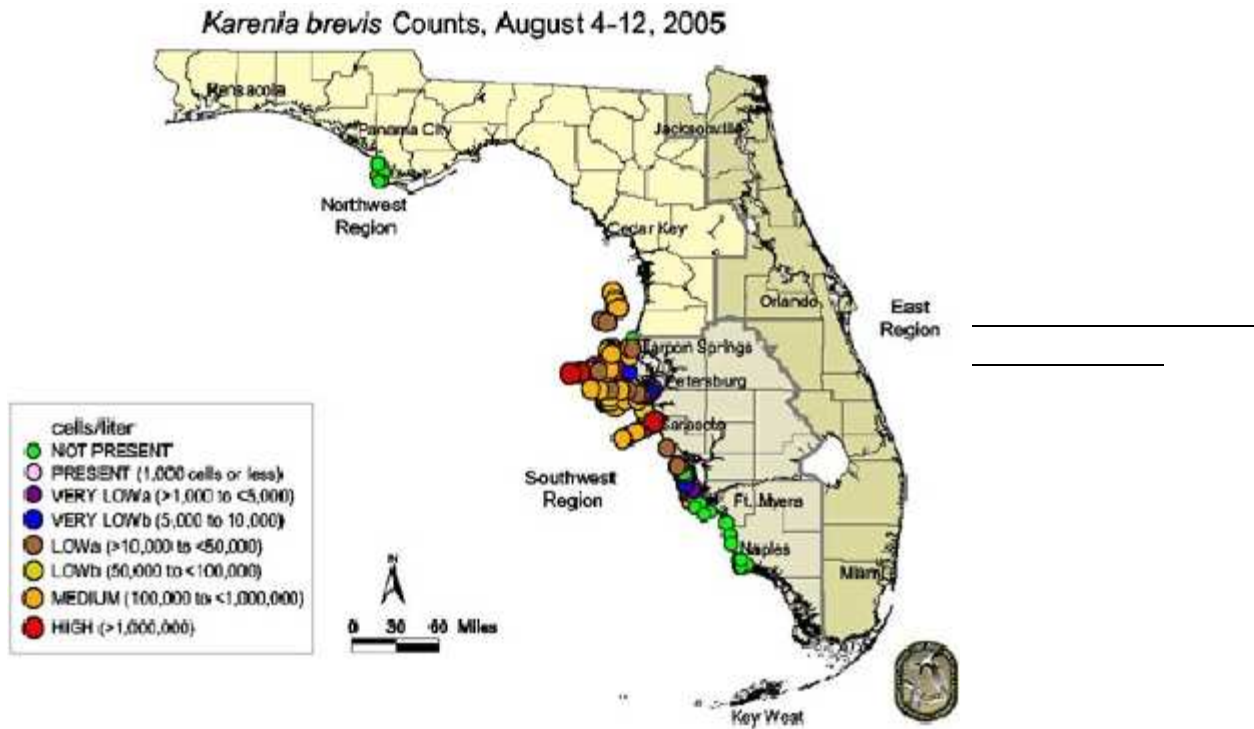 Karenia brevis Counts, August 4-12, 2005
Pensacola
Panama City
Jacksonville
Northwest
Region
Cedar Key
Orlando
East
Region
Tarpon Springs
Petersburg
Sarasota
Southwest
Region
Ft. Myers
Naples
Miami
Key West
cells/liter
NOT PRESENT
PRESENT (1,000 cells or less)
VERY LOWa (>1,000 to <5,000)
VERY LOWb (5,000 to 10,000)
LOWa (>10,000 to <50,000)
LOWb (50,000 to <100,000)
MEDIUM (100,000 to <1,000,000)
HIGH (>1,000,000)
N
0 30 60 Miles